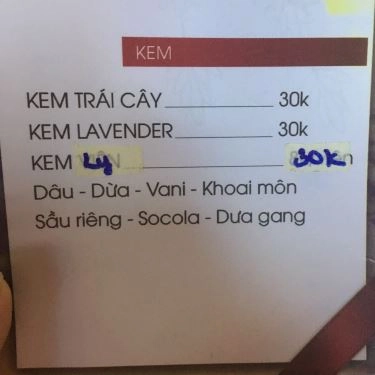 KEM
KEM TRÁI CÂY 30k
KEM LAVENDER 30k
KEM Ly 30k
Dâu - Dừa - Vani - Khoai môn
Sầu riêng - Socola - Dưa gang